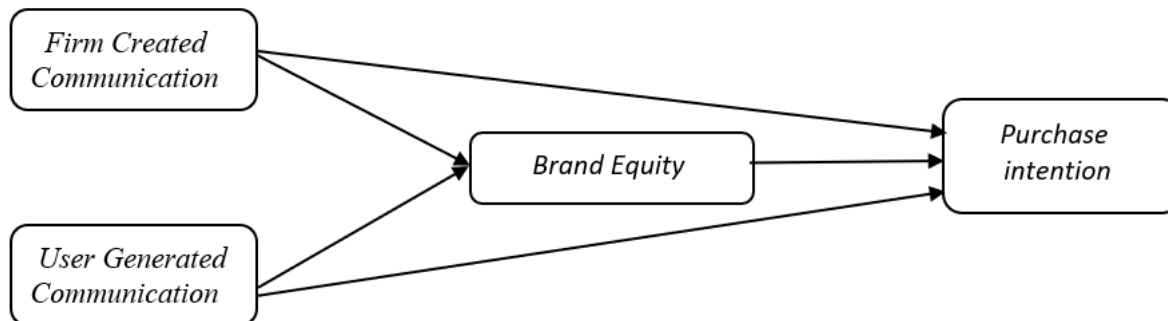 Firm Created
Communication
Purchase
intention
Brand Equity
User Generated
Communication